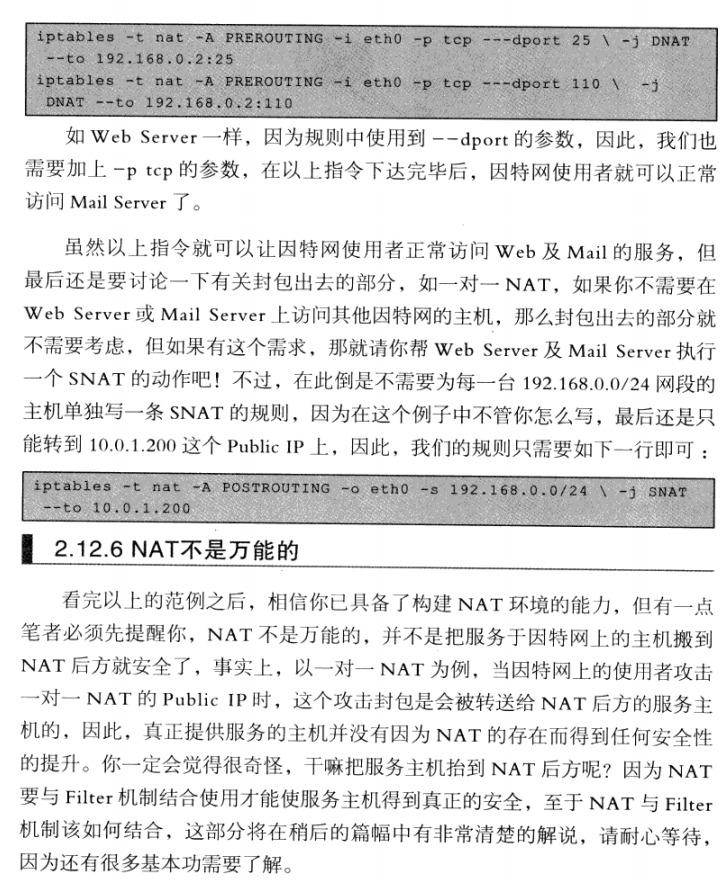 iptables -t nat -A PREROUTING -i eth0 -p tcp ---dport 25 \ -j DNAT
--to 192.168.0.2:25
iptables -t nat -A PREROUTING -i eth0 -p tcp ---dport 110 \ -j
DNAT --to 192.168.0.2:110
如 Web Server 一样，因为规则中使用到 --dport 的参数，因此，我们也
需要加上 -p tcp 的参数，在以上指令下达完毕后，因特网使用者就可以正常
访问 Mail Server 了。
虽然以上指令就可以让因特网使用者正常访问 Web 及 Mail 的服务，但
最后还是要讨论一下有关封包出去的部分，如一对一 NAT，如果你不需要在
Web Server 或 Mail Server 上访问其他因特网的主机，那么封包出去的部分就
不需要考虑，但如果有这个需求，那就请你帮 Web Server 及 Mail Server 执行
一个 SNAT 的动作吧！不过，在此倒是不需要为每一台 192.168.0.0/24 网段的
主机单独写一条 SNAT 的规则，因为在这个例子中不管你怎么写，最后还是只
能转到 10.0.1.200 这个 Public IP 上，因此，我们的规则只需要如下一行即可：
iptables -t nat -A POSTROUTING -o eth0 -s 192.168.0.0/24 \ -j SNAT
--to 10.0.1.200
2.12.6 NAT不是万能的
看完以上的范例之后，相信你已具备了构建 NAT 环境的能力，但有一点
笔者必须先提醒你，NAT 不是万能的，并不是把服务于因特网上的主机搬到
NAT 后方就安全了，事实上，以一对一 NAT 为例，当因特网上的使用者攻击
一对一 NAT 的 Public IP 时，这个攻击封包是会被转送给 NAT 后方的服务主
机的，因此，真正提供服务的主机并没有因为 NAT 的存在而得到任何安全性
的提升。你一定会觉得很奇怪，干嘛把服务主机抬到 NAT 后方呢？因为 NAT
要与 Filter 机制结合使用才能使服务主机得到真正的安全，至于 NAT 与 Filter
机制该如何结合，这部分将在稍后的篇幅中有非常清楚的解说，请耐心等待，
因为还有很多基本功需要了解。